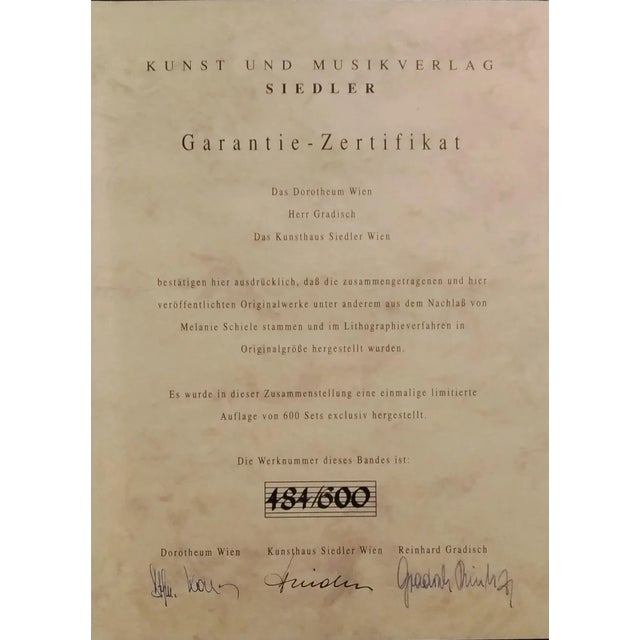 KUNST UND MUSIKVERLAG
SIEDLER
Garantie-Zertifikat
Das Dorotheum Wien
Herr Gradisch
Das Kunsthaus Siedler Wien
bestätigen hier ausdrücklich, daß die zusammengetragenen und hier
veröffentlichten Originalwerke unter anderem aus dem Nachlaß von
Melanie Schiele stammen und im Lithographieverfahren in
Originalgröße hergestellt wurden.
Es wurde in dieser Zusammenstellung eine einmalige limitierte
Auflage von 600 Sets exclusiv hergestellt.
Die Werknummer dieses Bandes ist:
484/600
Dorotheum Wien Kunsthaus Siedler Wien Reinhard Gradisch